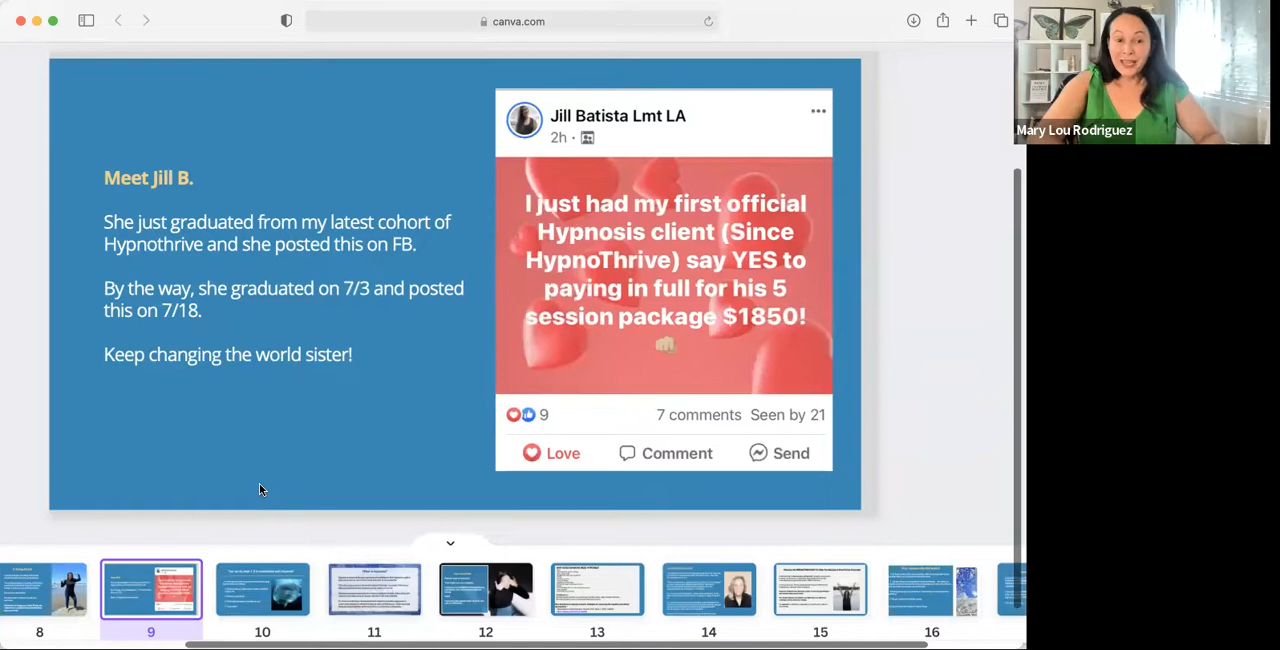 canva.com
Mary Lou Rodriguez
Meet Jill B.
She just graduated from my latest cohort of
Hypnothrive and she posted this on FB.
By the way, she graduated on 7/3 and posted
this on 7/18.
Keep changing the world sister!
Jill Batista Lmt LA
2h ·
I just had my first official
Hypnosis client (Since
HypnoThrive) say YES to
paying in full for his 5
session package $1850!
👊🏼
9 7 comments Seen by 21
Love Comment Send
8 9 10 11 12 13 14 15 16